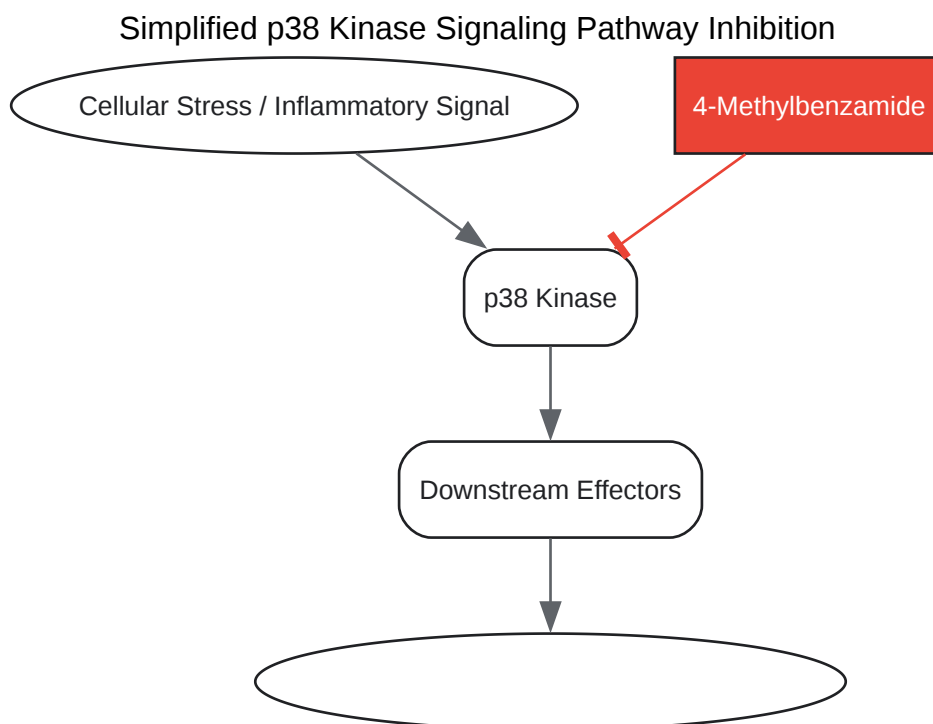 Simplified p38 Kinase Signaling Pathway Inhibition
Cellular Stress / Inflammatory Signal
4-Methylbenzamide
p38 Kinase
Downstream Effectors